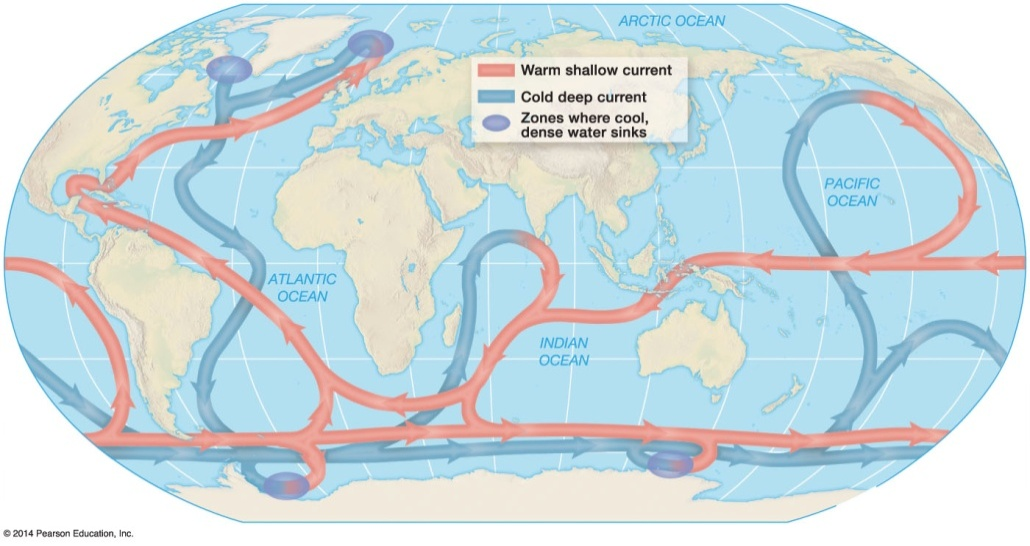 ARCTIC OCEAN
Warm shallow current
Cold deep current
Zones where cool,
dense water sinks
PACIFIC
OCEAN
ATLANTIC
OCEAN
INDIAN
OCEAN
© 2014 Pearson Education, Inc.